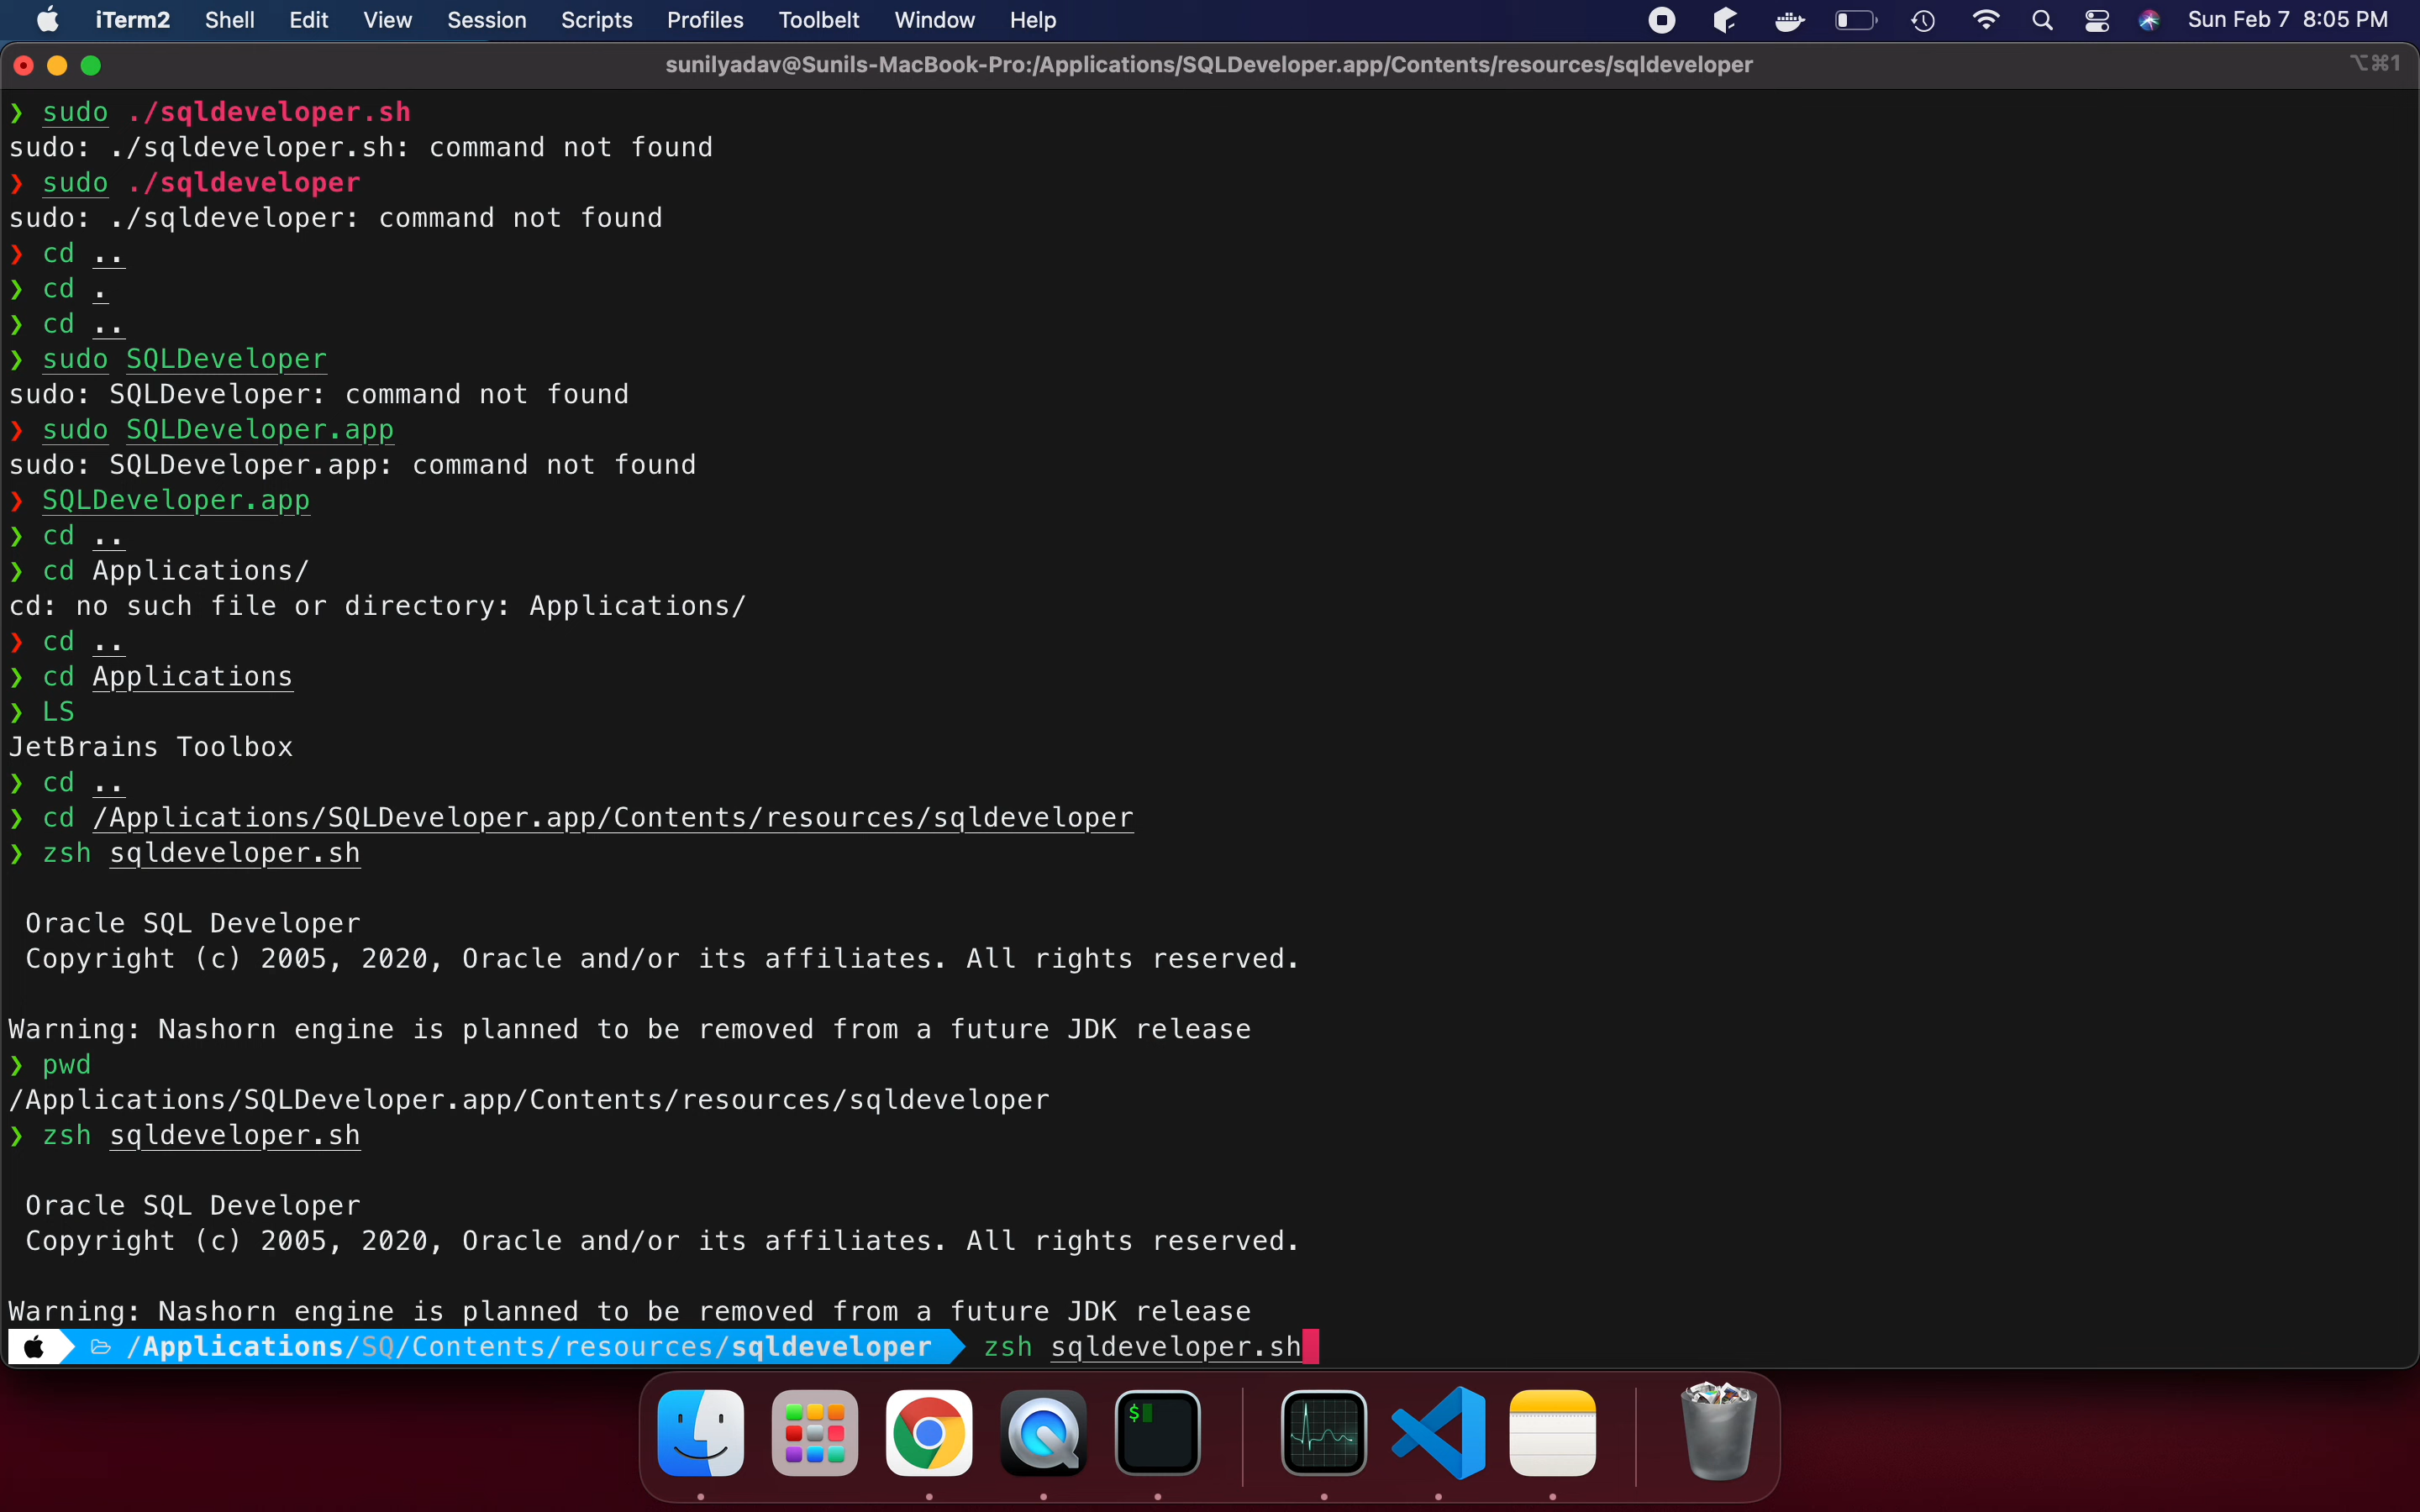 iTerm2 Shell Edit View Session Scripts Profiles Toolbelt Window Help Sun Feb 7 8:05 PM
sunilyadav@Sunils-MacBook-Pro:/Applications/SQLDeveloper.app/Contents/resources/sqldeveloper ⌥⌘1
❯ sudo ./sqldeveloper.sh
sudo: ./sqldeveloper.sh: command not found
❯ sudo ./sqldeveloper
sudo: ./sqldeveloper: command not found
❯ cd ..
❯ cd .
❯ cd ..
❯ sudo SQLDeveloper
sudo: SQLDeveloper: command not found
❯ sudo SQLDeveloper.app
sudo: SQLDeveloper.app: command not found
❯ SQLDeveloper.app
❯ cd ..
❯ cd Applications/
cd: no such file or directory: Applications/
❯ cd ..
❯ cd Applications
❯ LS
JetBrains Toolbox
❯ cd ..
❯ cd /Applications/SQLDeveloper.app/Contents/resources/sqldeveloper
❯ zsh sqldeveloper.sh
Oracle SQL Developer
Copyright (c) 2005, 2020, Oracle and/or its affiliates. All rights reserved.
Warning: Nashorn engine is planned to be removed from a future JDK release
❯ pwd
/Applications/SQLDeveloper.app/Contents/resources/sqldeveloper
❯ zsh sqldeveloper.sh
Oracle SQL Developer
Copyright (c) 2005, 2020, Oracle and/or its affiliates. All rights reserved.
Warning: Nashorn engine is planned to be removed from a future JDK release
/Applications/SQ/Contents/resources/sqldeveloper zsh sqldeveloper.sh
$